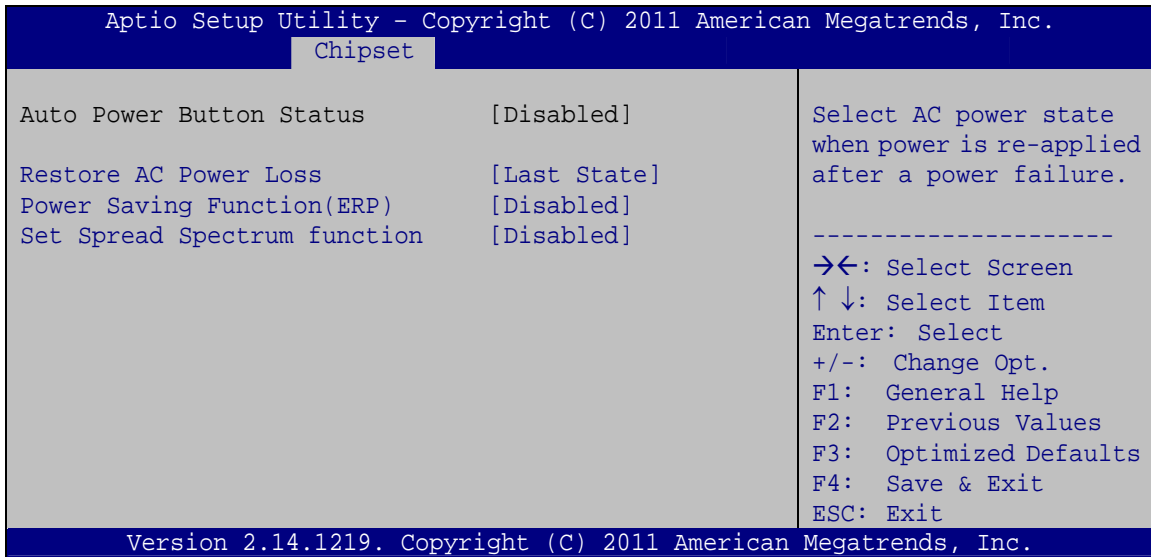 Aptio Setup Utility – Copyright (C) 2011 American Megatrends, Inc.
Chipset
Auto Power Button Status [Disabled]
Restore AC Power Loss [Last State]
Power Saving Function(ERP) [Disabled]
Set Spread Spectrum function [Disabled]
Select AC power state
when power is re-applied
after a power failure.
---------------------
→←: Select Screen
↑ ↓: Select Item
Enter: Select
+/-: Change Opt.
F1: General Help
F2: Previous Values
F3: Optimized Defaults
F4: Save & Exit
ESC: Exit
Version 2.14.1219. Copyright (C) 2011 American Megatrends, Inc.